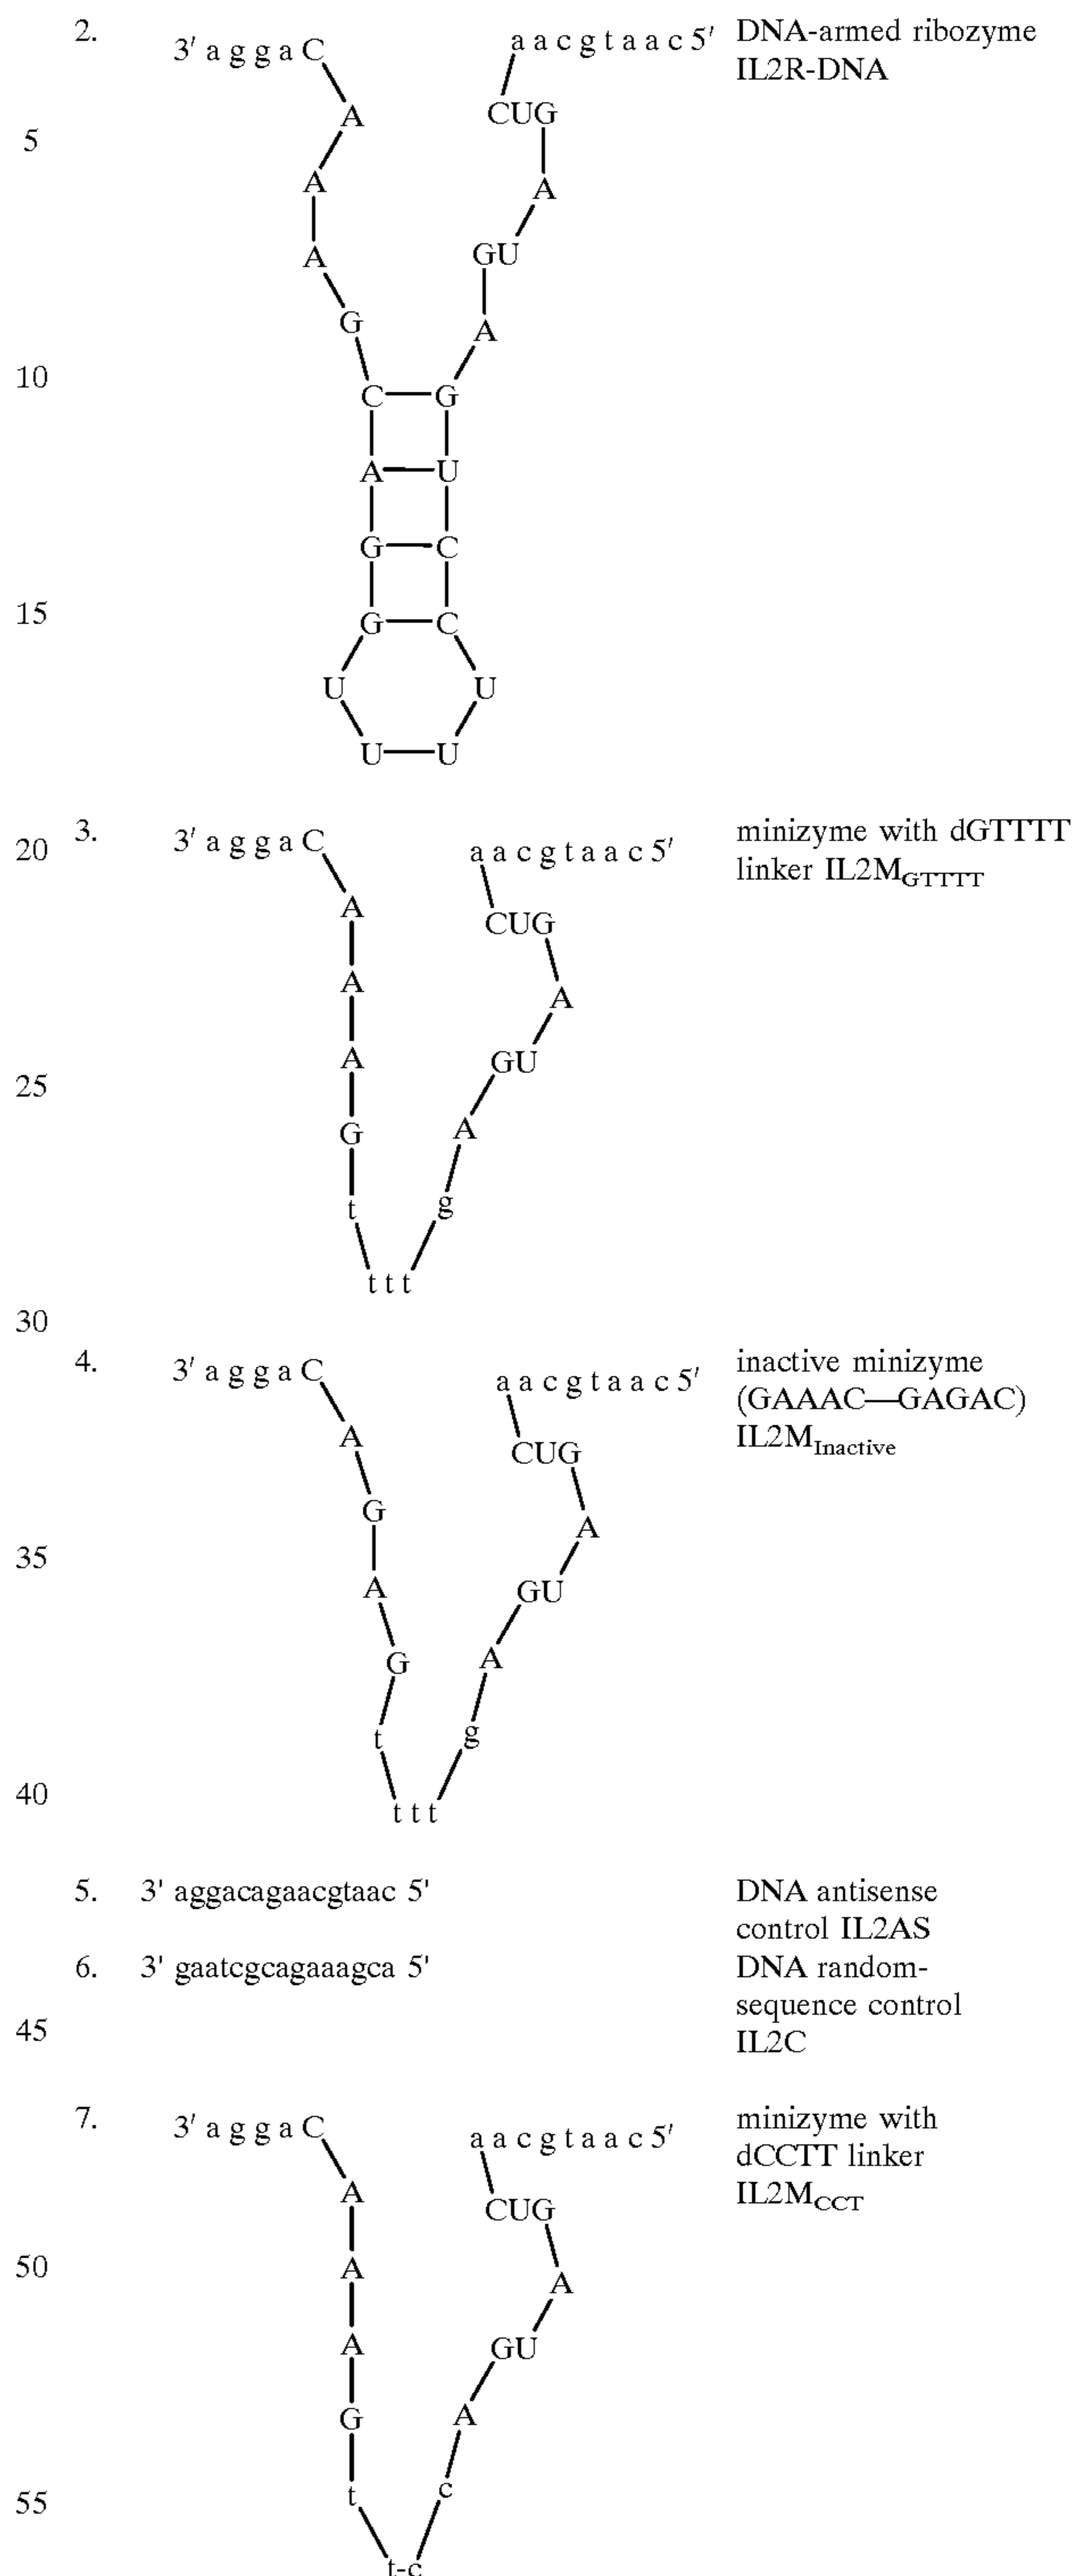 2. 3' a g g a C a a c g t a a c 5' DNA-armed ribozyme
IL2R-DNA
A CUG
5
A A
A GU
G A
10 C G
A U
G C
15 G C
U U
U U
3. 3' a g g a C a a c g t a a c 5' minizyme with dGTTTT
20 linker IL2M_GTTTT
A CUG
A A
A GU
25
G A
t g
t t t
30
4. 3' a g g a C a a c g t a a c 5' inactive minizyme
(GAAAC—GAGAC)
A CUG IL2M_Inactive
G A
35
A GU
G A
t g
40
t t t
5. 3' aggacagaacgtaac 5' DNA antisense
control IL2AS
6. 3' gaatcgcagaaagca 5' DNA random-
sequence control
45 IL2C
7. 3' a g g a C a a c g t a a c 5' minizyme with
dCCTT linker
A CUG IL2M_CCT
50
A A
A GU
G A
55 t c
t-c